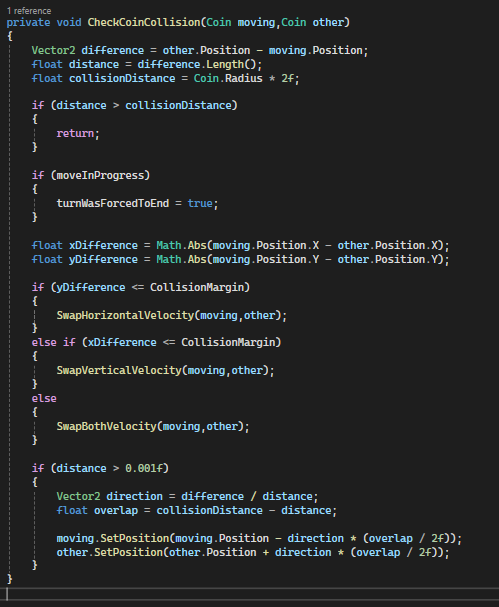 1 reference
private void CheckCoinCollision(Coin moving,Coin other)
{
    Vector2 difference = other.Position - moving.Position;
    float distance = difference.Length();
    float collisionDistance = Coin.Radius * 2f;

    if (distance > collisionDistance)
    {
        return;
    }

    if (moveInProgress)
    {
        turnWasForcedToEnd = true;
    }

    float xDifference = Math.Abs(moving.Position.X - other.Position.X);
    float yDifference = Math.Abs(moving.Position.Y - other.Position.Y);

    if (yDifference <= CollisionMargin)
    {
        SwapHorizontalVelocity(moving,other);
    }
    else if (xDifference <= CollisionMargin)
    {
        SwapVerticalVelocity(moving,other);
    }
    else
    {
        SwapBothVelocity(moving,other);
    }

    if (distance > 0.001f)
    {
        Vector2 direction = difference / distance;
        float overlap = collisionDistance - distance;

        moving.SetPosition(moving.Position - direction * (overlap / 2f));
        other.SetPosition(other.Position + direction * (overlap / 2f));
    }
}